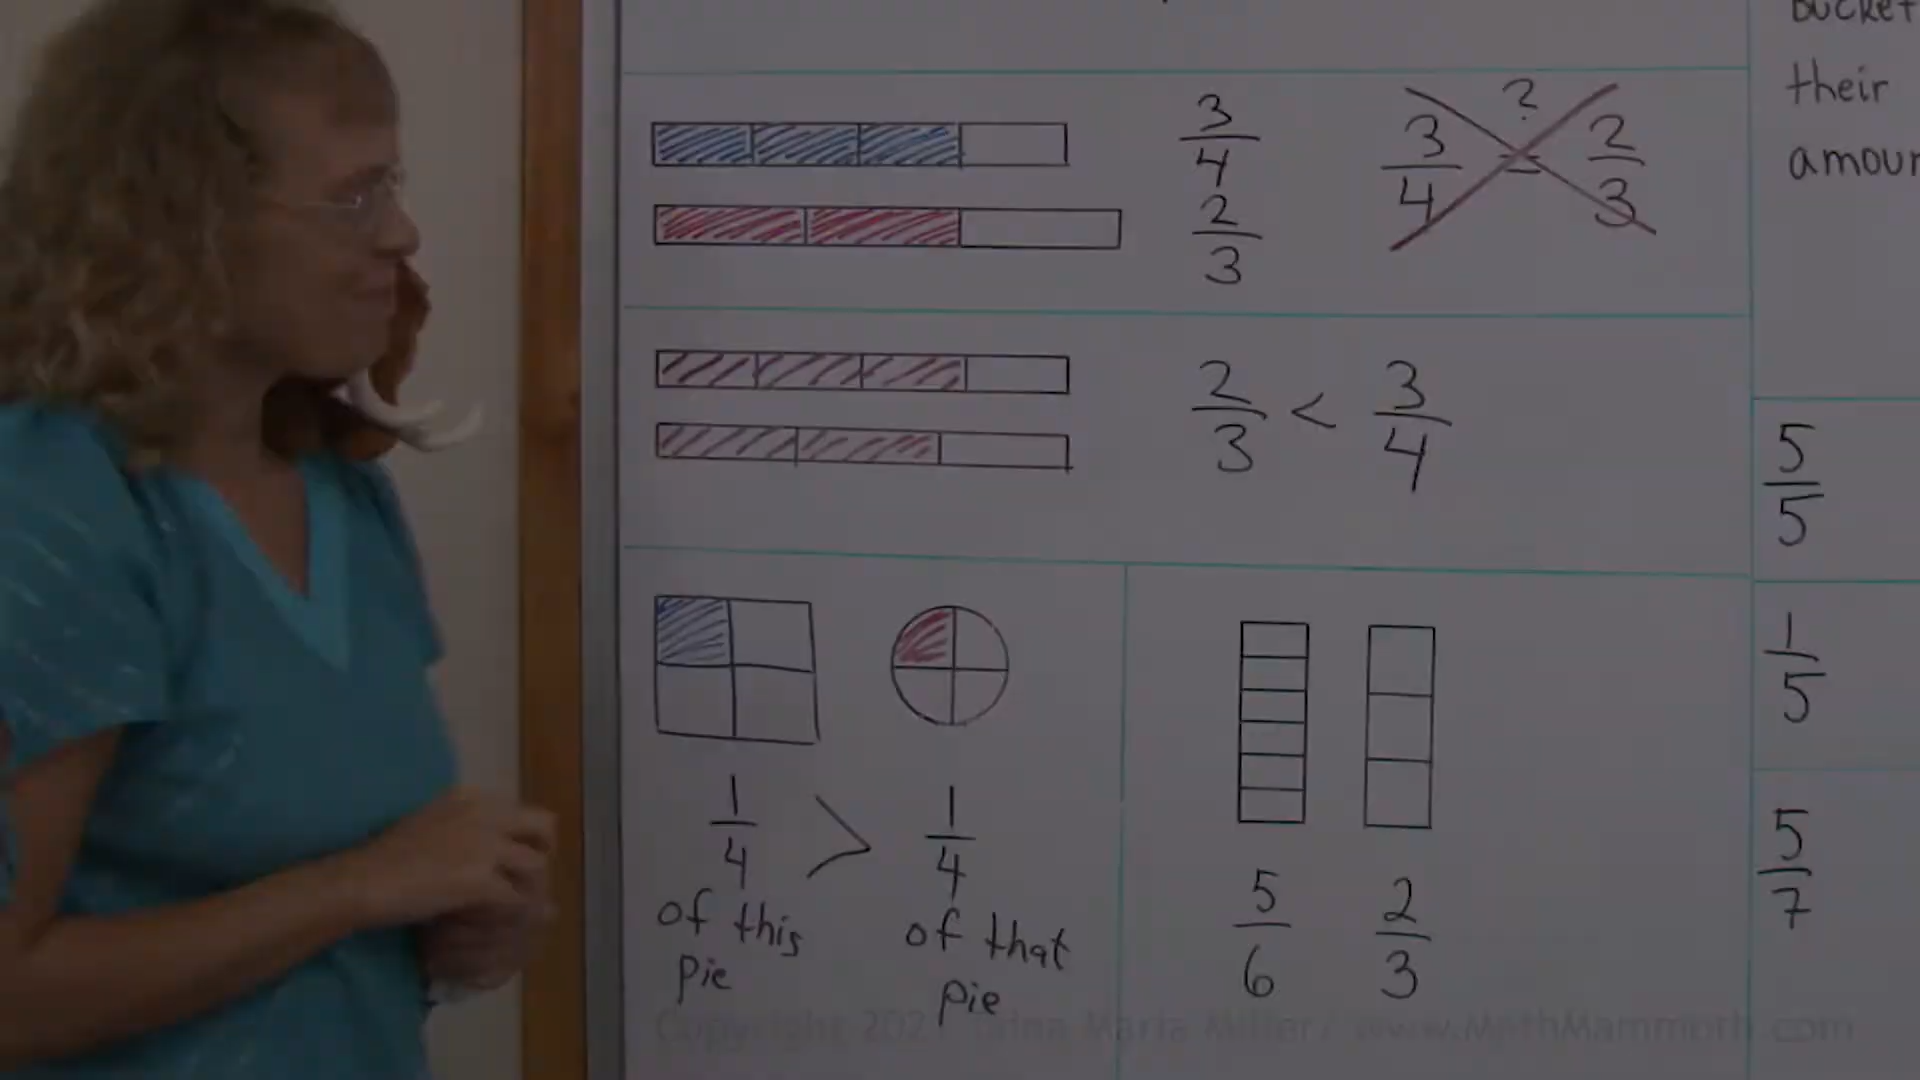 bucket
their
amoun
3/4
2/3
?
3/4 = 2/3
2/3 < 3/4
5/5
1/5
1/4 > 1/4
of this
pie
of that
pie
5/6 2/3
5/7
Copyright 2021 Maria Miller / www.MathMammoth.com